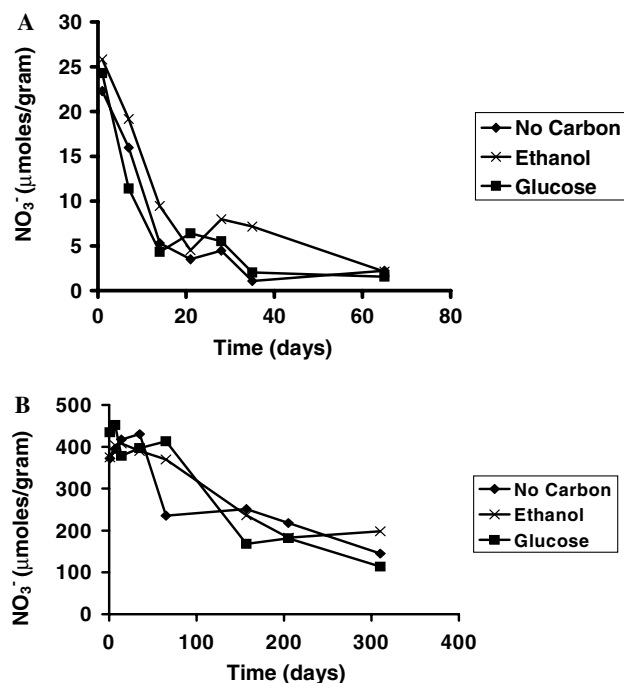 A
30
25
20
15
10
5
0
NO₃⁻ (μmoles/gram)
0 20 40 60 80
Time (days)
No Carbon
Ethanol
Glucose
B
500
400
300
200
100
0
NO₃⁻ (μmoles/gram)
0 100 200 300 400
Time (days)
No Carbon
Ethanol
Glucose